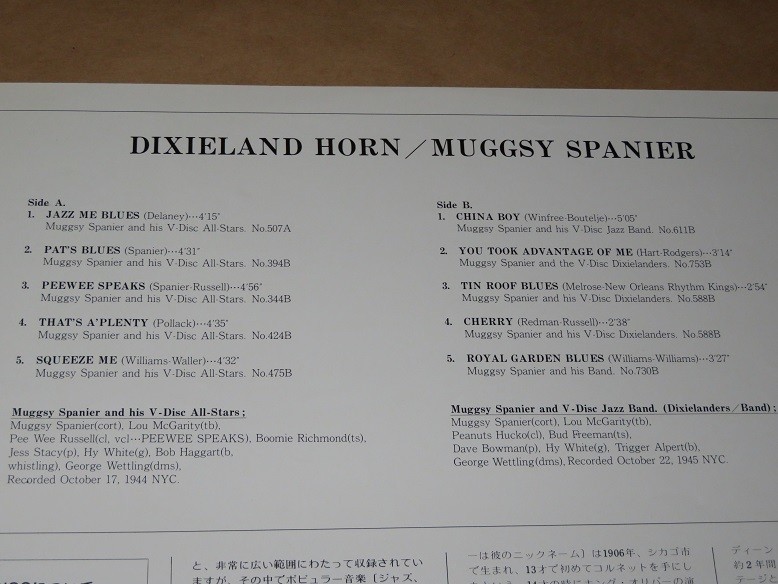 DIXIELAND HORN／MUGGSY SPANIER
Side A.
1. JAZZ ME BLUES (Delaney)…4'15"
Muggsy Spanier and his V-Disc All-Stars. No.507A
2. PAT'S BLUES (Spanier)…4'31"
Muggsy Spanier and his V-Disc All-Stars. No.394B
3. PEEWEE SPEAKS (Spanier-Russell)…4'56"
Muggsy Spanier and his V-Disc All-Stars. No.344B
4. THAT'S A'PLENTY (Pollack)…4'35"
Muggsy Spanier and his V-Disc All-Stars. No.424B
5. SQUEEZE ME (Williams-Waller)…4'32"
Muggsy Spanier and his V-Disc All-Stars. No.475B
Muggsy Spanier and his V-Disc All-Stars;
Muggsy Spanier(cort), Lou McGarity(tb),
Pee Wee Russell(cl, vcl…PEEWEE SPEAKS), Boomie Richmond(ts),
Jess Stacy(p), Hy White(g), Bob Haggart(b,
whistling), George Wettling(dms),
Recorded October 17, 1944 NYC.
Side B.
1. CHINA BOY (Winfree-Boutelje)…5'05"
Muggsy Spanier and his V-Disc Jazz Band. No.611B
2. YOU TOOK ADVANTAGE OF ME (Hart-Rodgers)…3'14"
Muggsy Spanier and the V-Disc Dixielanders. No.753B
3. TIN ROOF BLUES (Melrose-New Orleans Rhythm Kings)…2'54"
Muggsy Spanier and his V-Disc Dixielanders. No.588B
4. CHERRY (Redman-Russell)…2'38"
Muggsy Spanier and his V-Disc Dixielanders. No.588B
5. ROYAL GARDEN BLUES (Williams-Williams)…3'27"
Muggsy Spanier and his Band. No.730B
Muggsy Spanier and V-Disc Jazz Band. (Dixielanders／Band);
Muggsy Spanier(cort), Lou McGarity(tb),
Peanuts Hucko(cl), Bud Freeman(ts),
Dave Bowman(p), Hy White(g), Trigger Alpert(b),
George Wettling(dms), Recorded October 22, 1945 NYC.
と、非常に広い範囲にわたって収録されてい
ますが、その中でポピュラー音楽〔ジャズ、
ーは彼のニックネーム〕は1906年、シカゴ市
で生まれ、13才で初めてコルネットを手にし
ディーン
約2年間